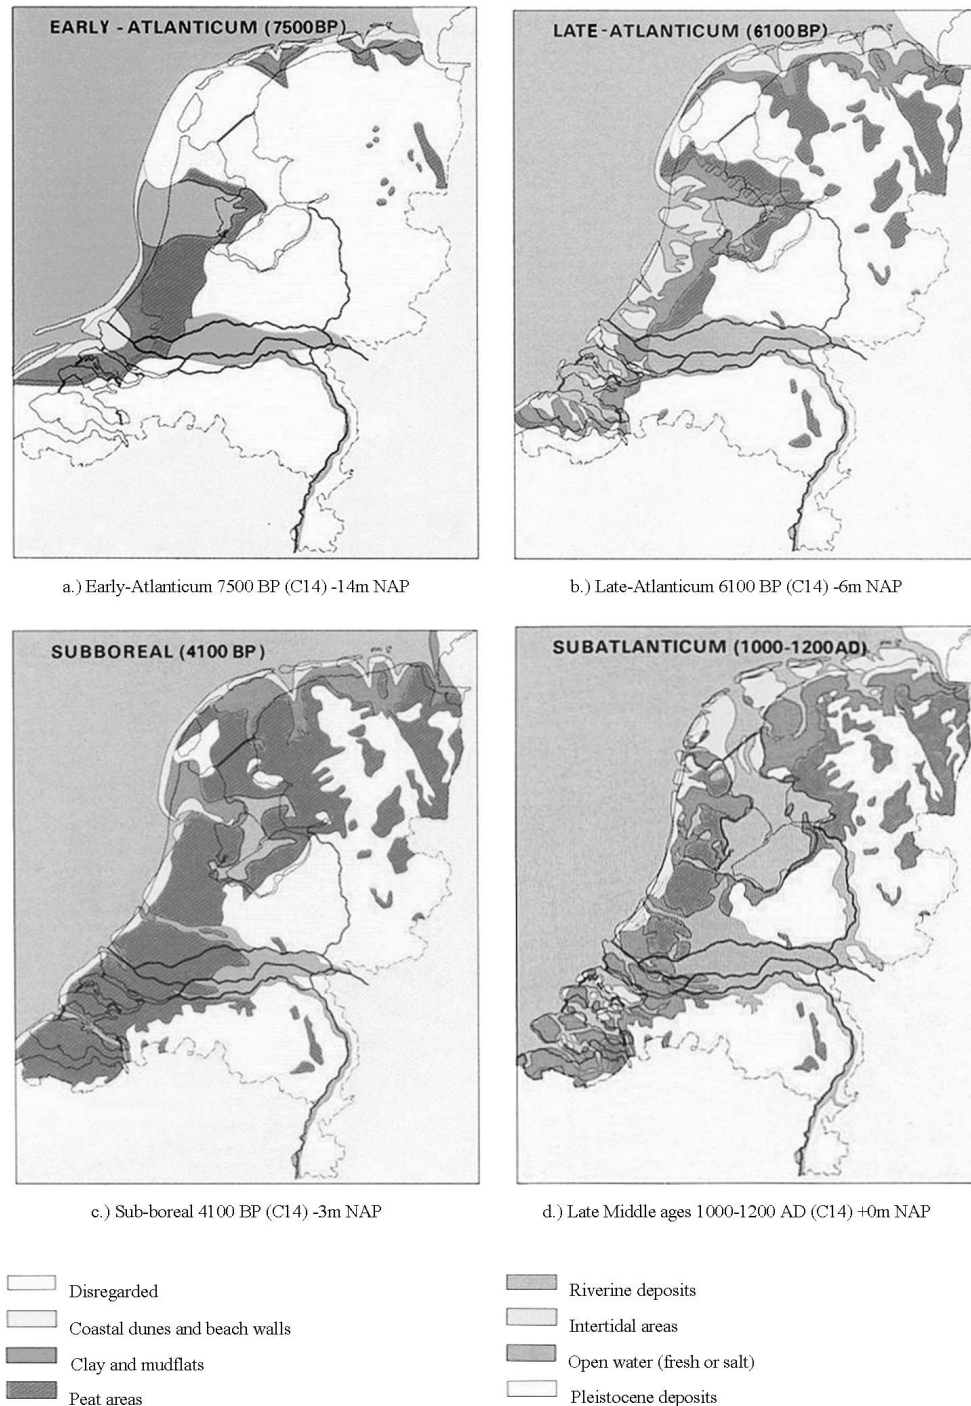 EARLY - ATLANTICUM (7500BP)
LATE-ATLANTICUM (6100BP)
a.) Early-Atlanticum 7500 BP (C14) -14m NAP
b.) Late-Atlanticum 6100 BP (C14) -6m NAP
SUBBOREAL (4100 BP)
SUBATLANTICUM (1000-1200AD)
c.) Sub-boreal 4100 BP (C14) -3m NAP
d.) Late Middle ages 1000-1200 AD (C14) +0m NAP
Disregarded
Coastal dunes and beach walls
Clay and mudflats
Peat areas
Riverine deposits
Intertidal areas
Open water (fresh or salt)
Pleistocene deposits